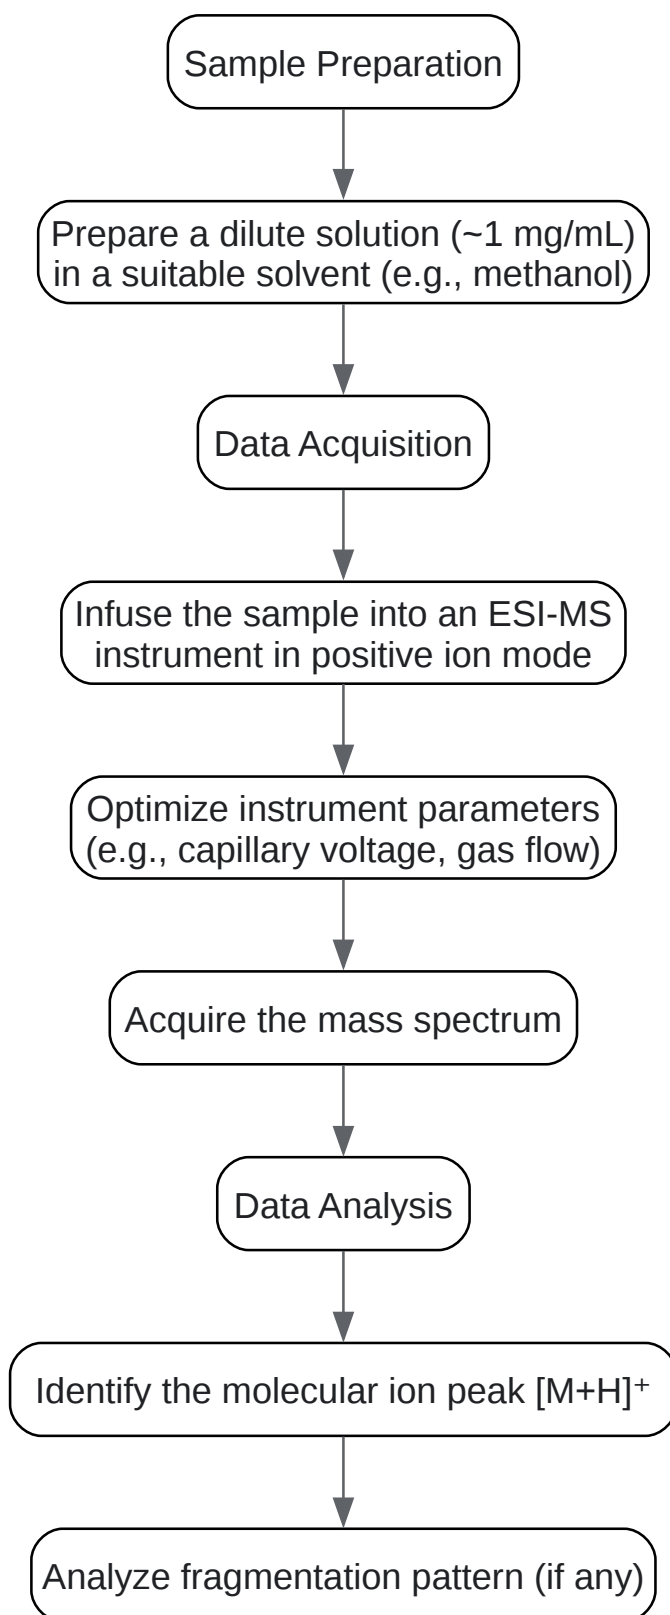 Sample Preparation
Prepare a dilute solution (~1 mg/mL)
in a suitable solvent (e.g., methanol)
Data Acquisition
Infuse the sample into an ESI-MS
instrument in positive ion mode
Optimize instrument parameters
(e.g., capillary voltage, gas flow)
Acquire the mass spectrum
Data Analysis
Identify the molecular ion peak [M+H]⁺
Analyze fragmentation pattern (if any)